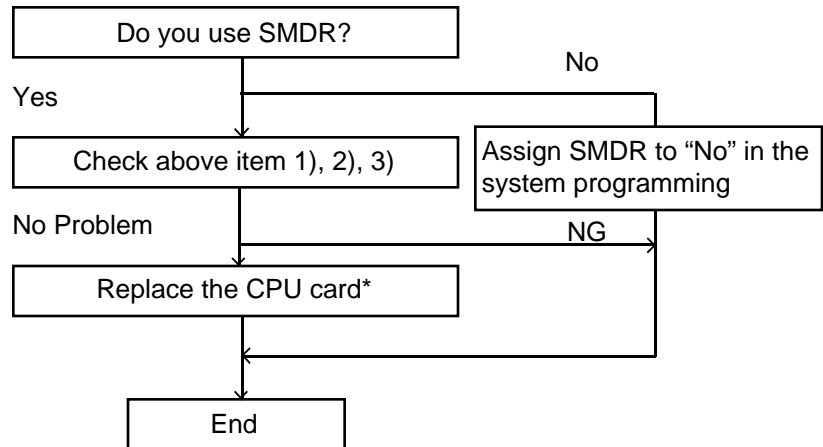 Do you use SMDR?
No
Yes
Check above item 1), 2), 3)
Assign SMDR to “No” in the
system programming
No Problem
NG
Replace the CPU card*
End